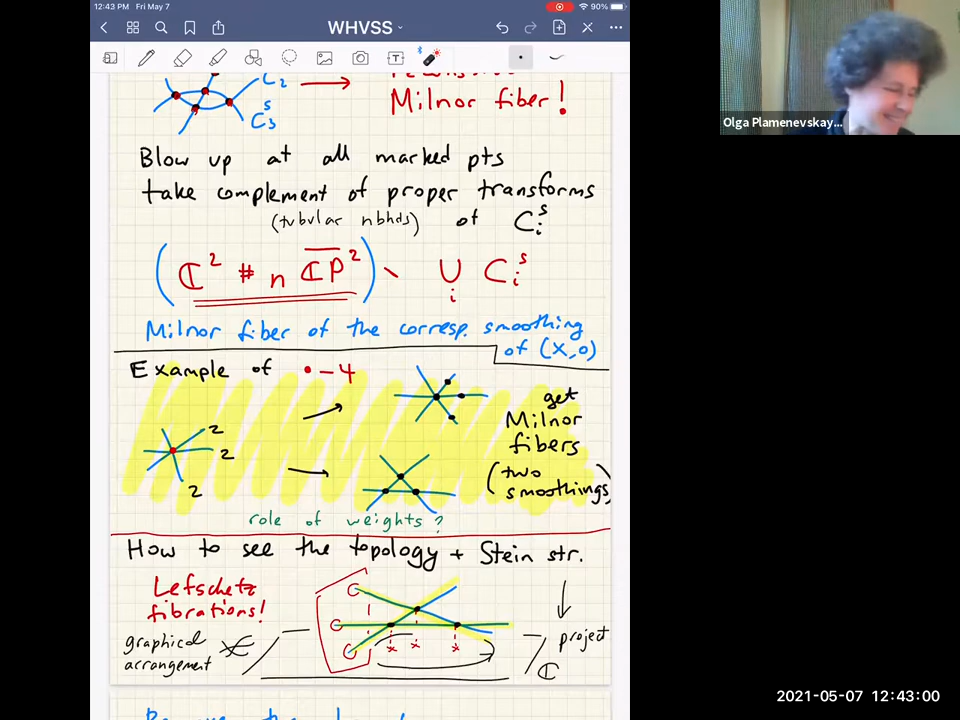 12:43 PM Fri May 7
90%
WHVSS
C₂
C₃ˢ
Milnor fiber!
Blow up at all marked pts
take complement of proper transforms
(tubular nbhds) of Cᵢˢ
(ℂ² # n \overline{ℂP}²) \ ∪ᵢ Cᵢˢ
Milnor fiber of the corresp. smoothing
of (X,0)
Example of • -4
2
2
2
get
Milnor
fibers
(two
smoothings)
role of weights?
How to see the topology + Stein str.
Lefschetz
fibrations!
graphical
arrangement
project
ℂ
Olga Plamenevskay...
2021-05-07 12:43:00